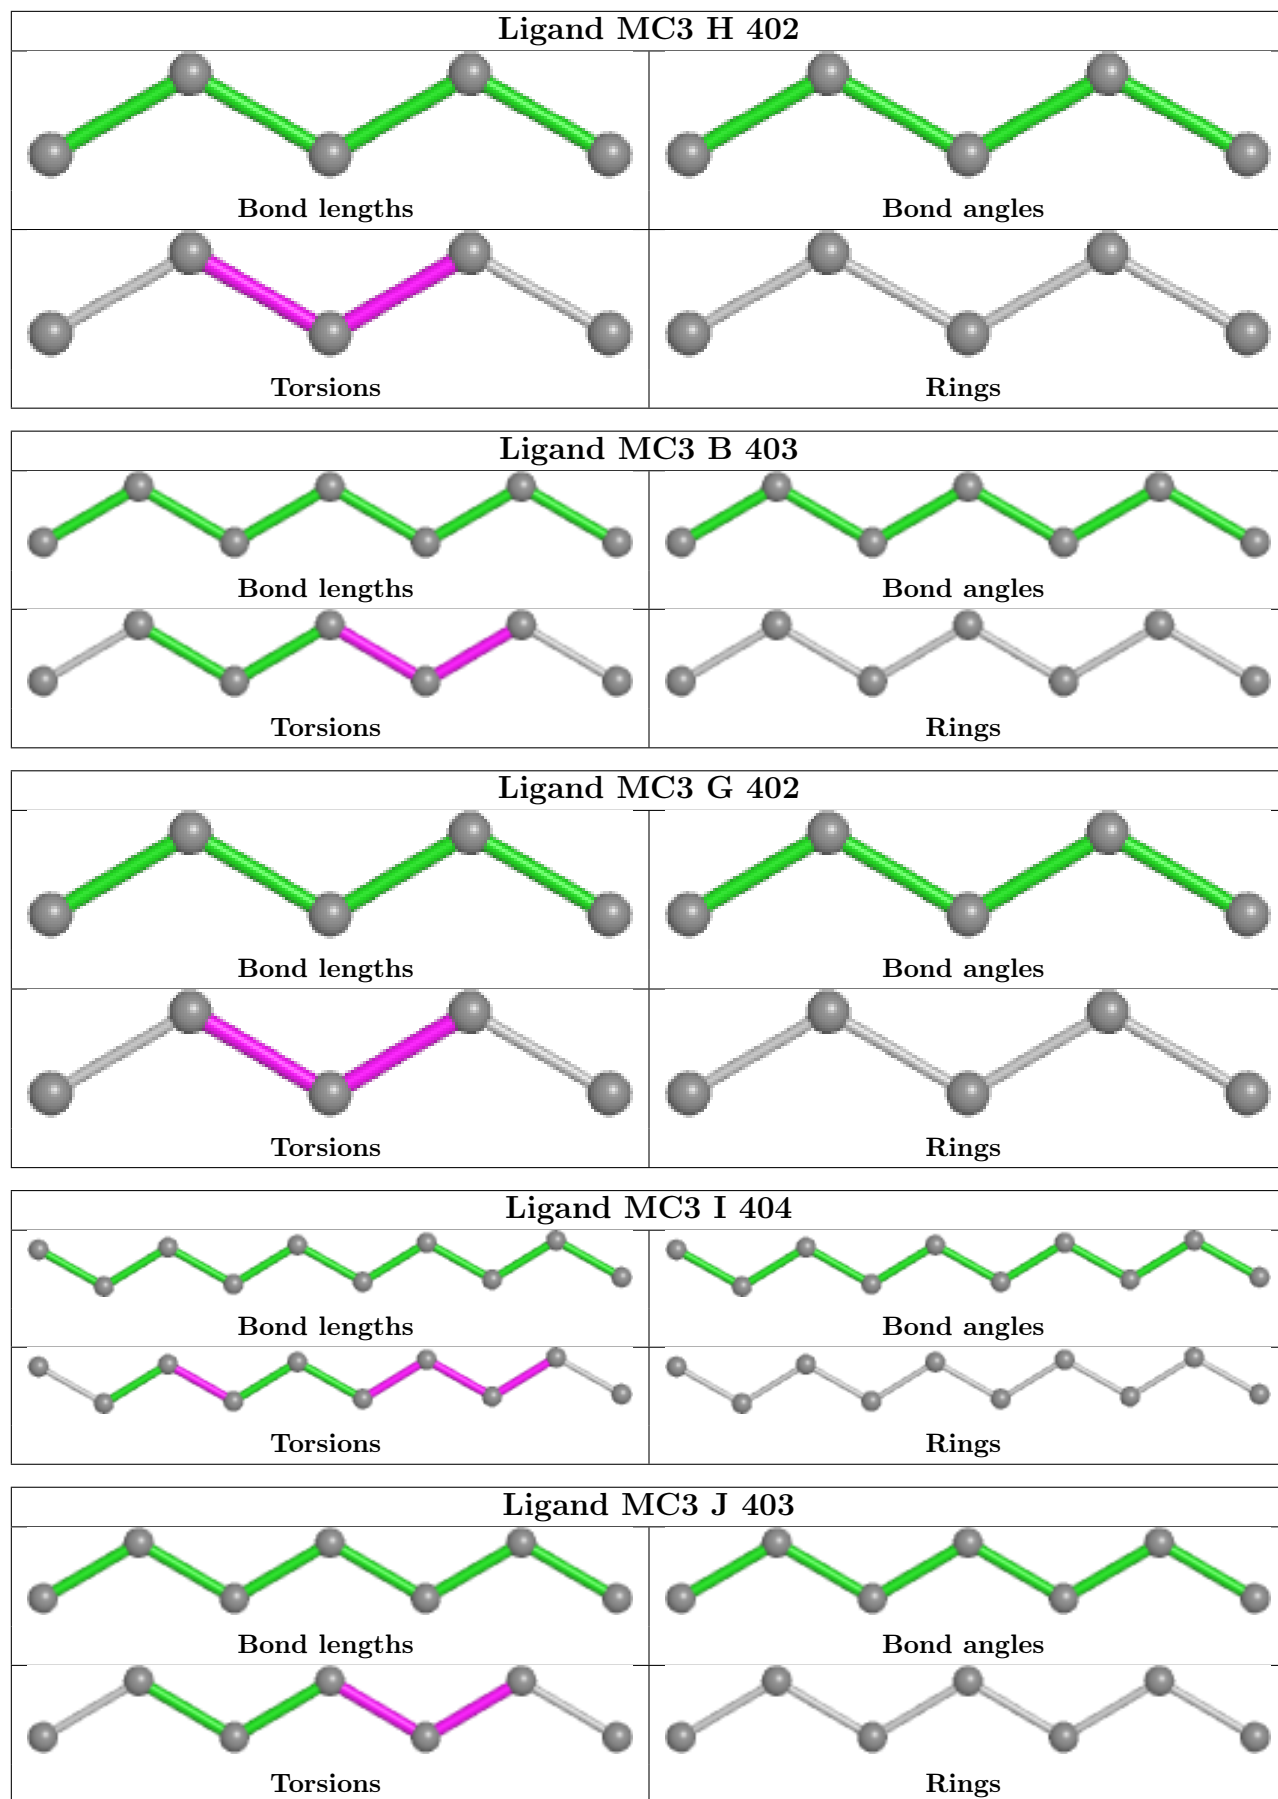 Ligand MC3 H 402
Bond lengths
Bond angles
Torsions
Rings
Ligand MC3 B 403
Bond lengths
Bond angles
Torsions
Rings
Ligand MC3 G 402
Bond lengths
Bond angles
Torsions
Rings
Ligand MC3 I 404
Bond lengths
Bond angles
Torsions
Rings
Ligand MC3 J 403
Bond lengths
Bond angles
Torsions
Rings